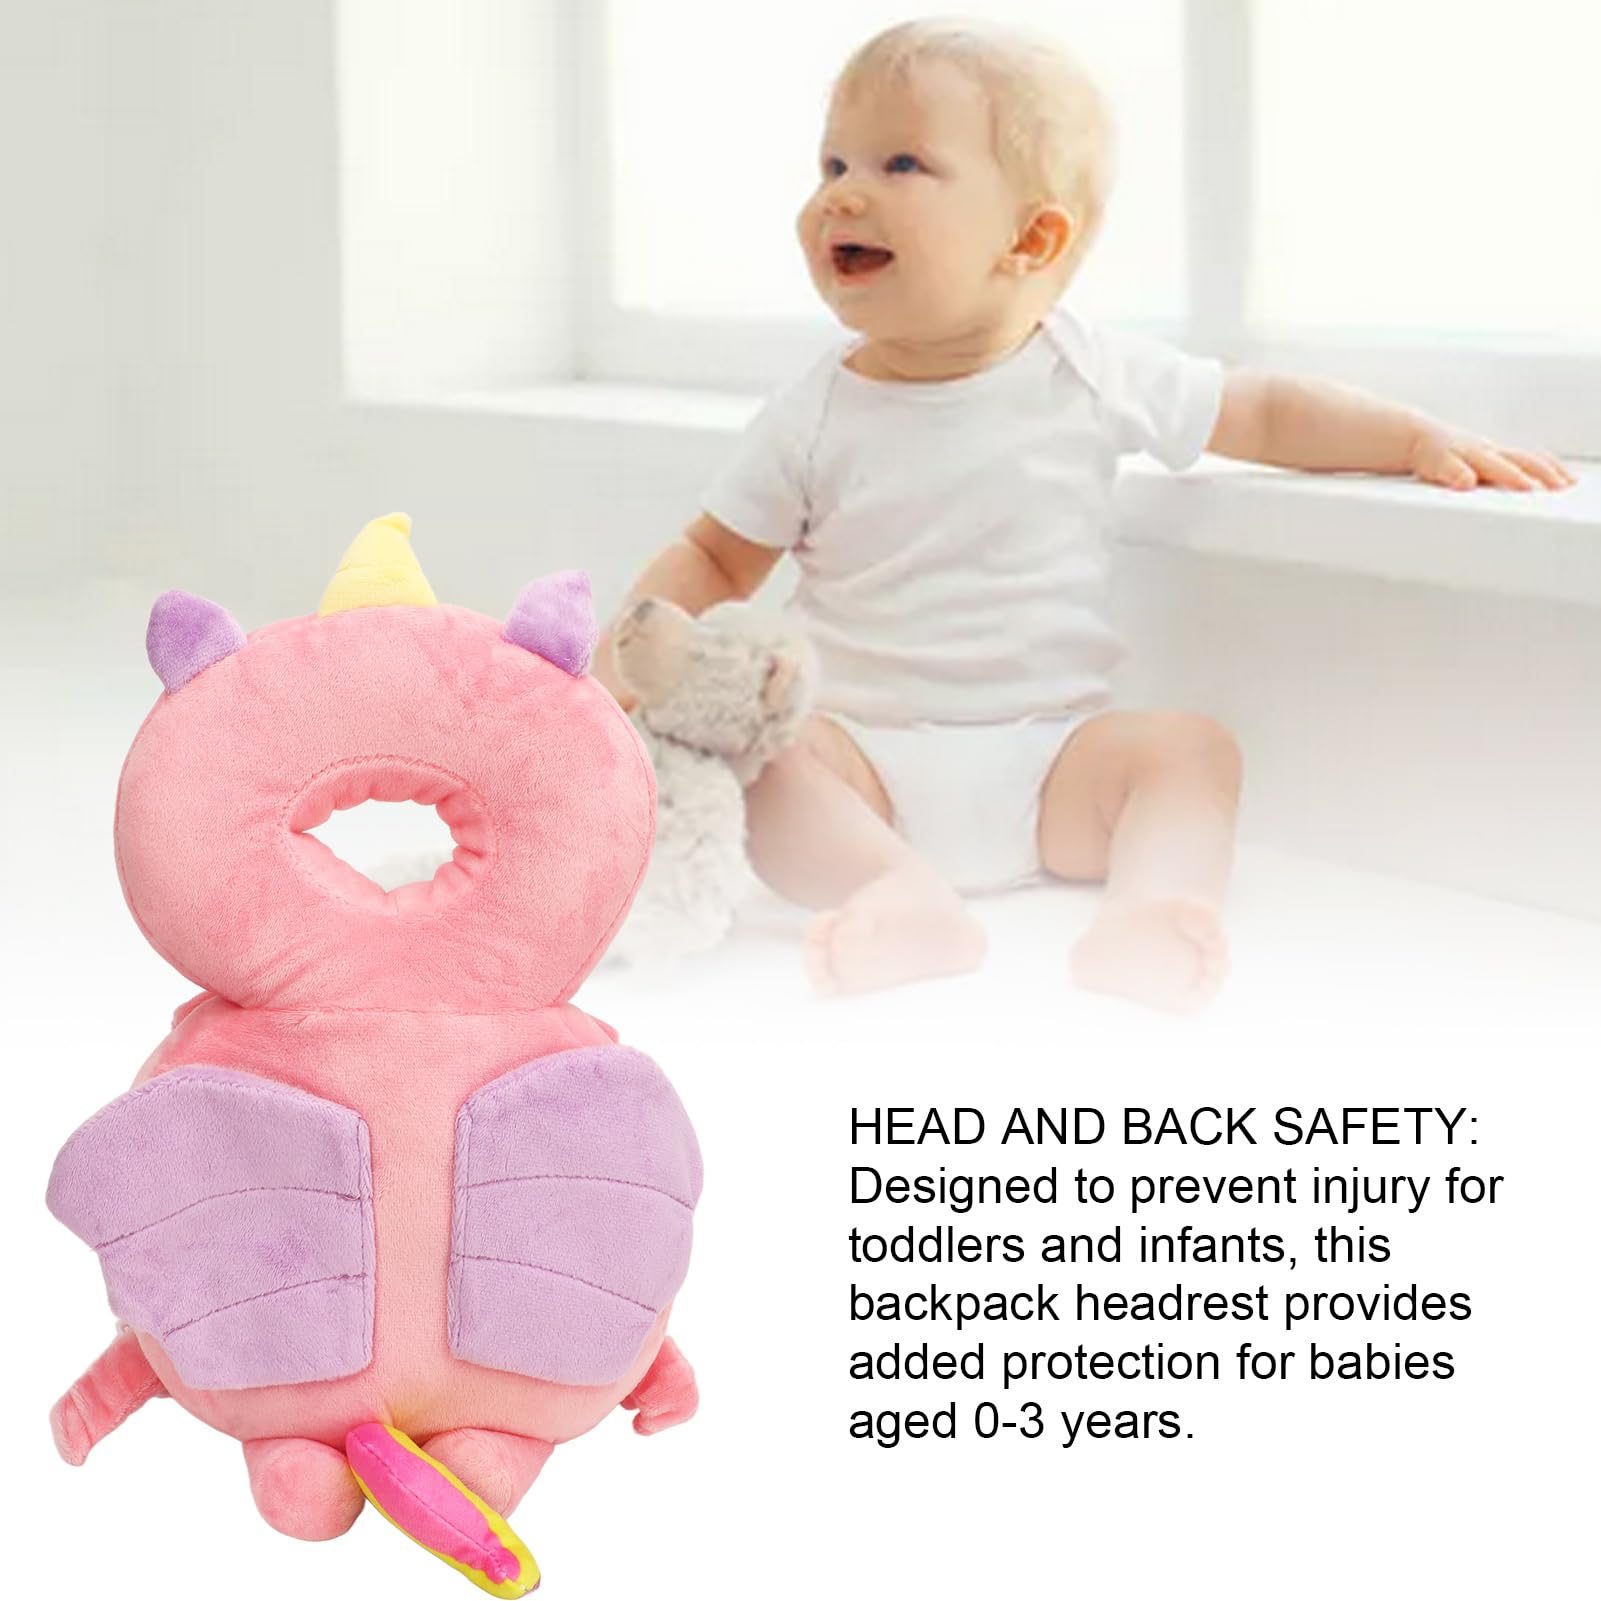 HEAD AND BACK SAFETY:
Designed to prevent injury for
toddlers and infants, this
backpack headrest provides
added protection for babies
aged 0-3 years.